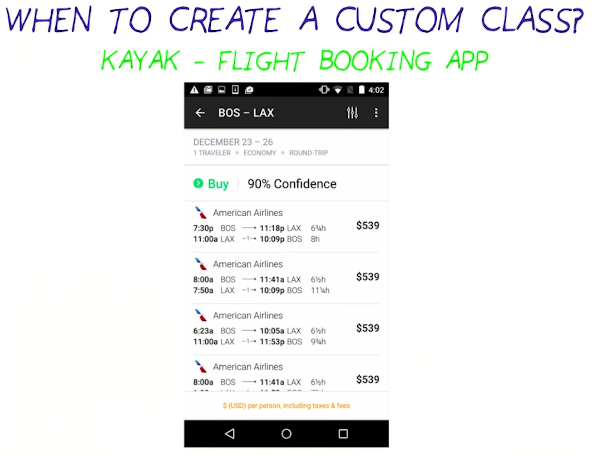 WHEN TO CREATE A CUSTOM CLASS?
KAYAK - FLIGHT BOOKING APP
4:02
BOS – LAX
DECEMBER 23 – 26
1 TRAVELER ECONOMY ROUND-TRIP
Buy 90% Confidence
American Airlines
7:30p BOS → 11:18p LAX 6¾h $539
11:00a LAX –1→ 10:09p BOS 8h
American Airlines
8:00a BOS → 11:41a LAX 6½h $539
7:50a LAX –1→ 10:09p BOS 11¼h
American Airlines
6:23a BOS → 10:05a LAX 6½h $539
11:00a LAX –1→ 11:53p BOS 9¾h
American Airlines
8:00a BOS → 11:41a LAX 6½h $539
$ (USD) per person, including taxes & fees